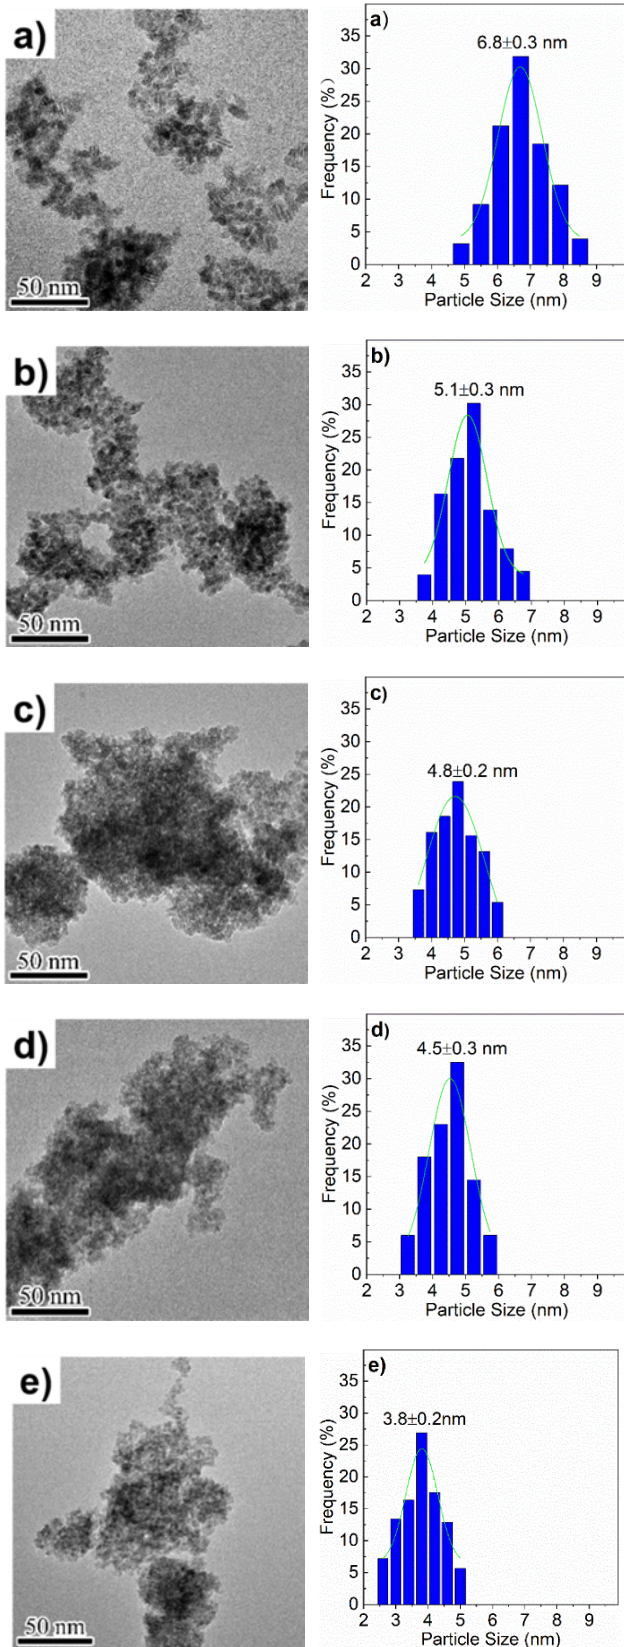 a)
50 nm
a)
6.8±0.3 nm
Frequency (%)
35
30
25
20
15
10
5
0
2 3 4 5 6 7 8 9
Particle Size (nm)
b)
50 nm
b)
5.1±0.3 nm
Frequency (%)
35
30
25
20
15
10
5
0
2 3 4 5 6 7 8 9
Particle Size (nm)
c)
50 nm
c)
4.8±0.2 nm
Frequency (%)
35
30
25
20
15
10
5
0
2 3 4 5 6 7 8 9
Particle Size (nm)
d)
50 nm
d)
4.5±0.3 nm
Frequency (%)
35
30
25
20
15
10
5
0
2 3 4 5 6 7 8 9
Particle Size (nm)
e)
50 nm
e)
3.8±0.2nm
Frequency (%)
35
30
25
20
15
10
5
0
2 3 4 5 6 7 8 9
Particle Size (nm)